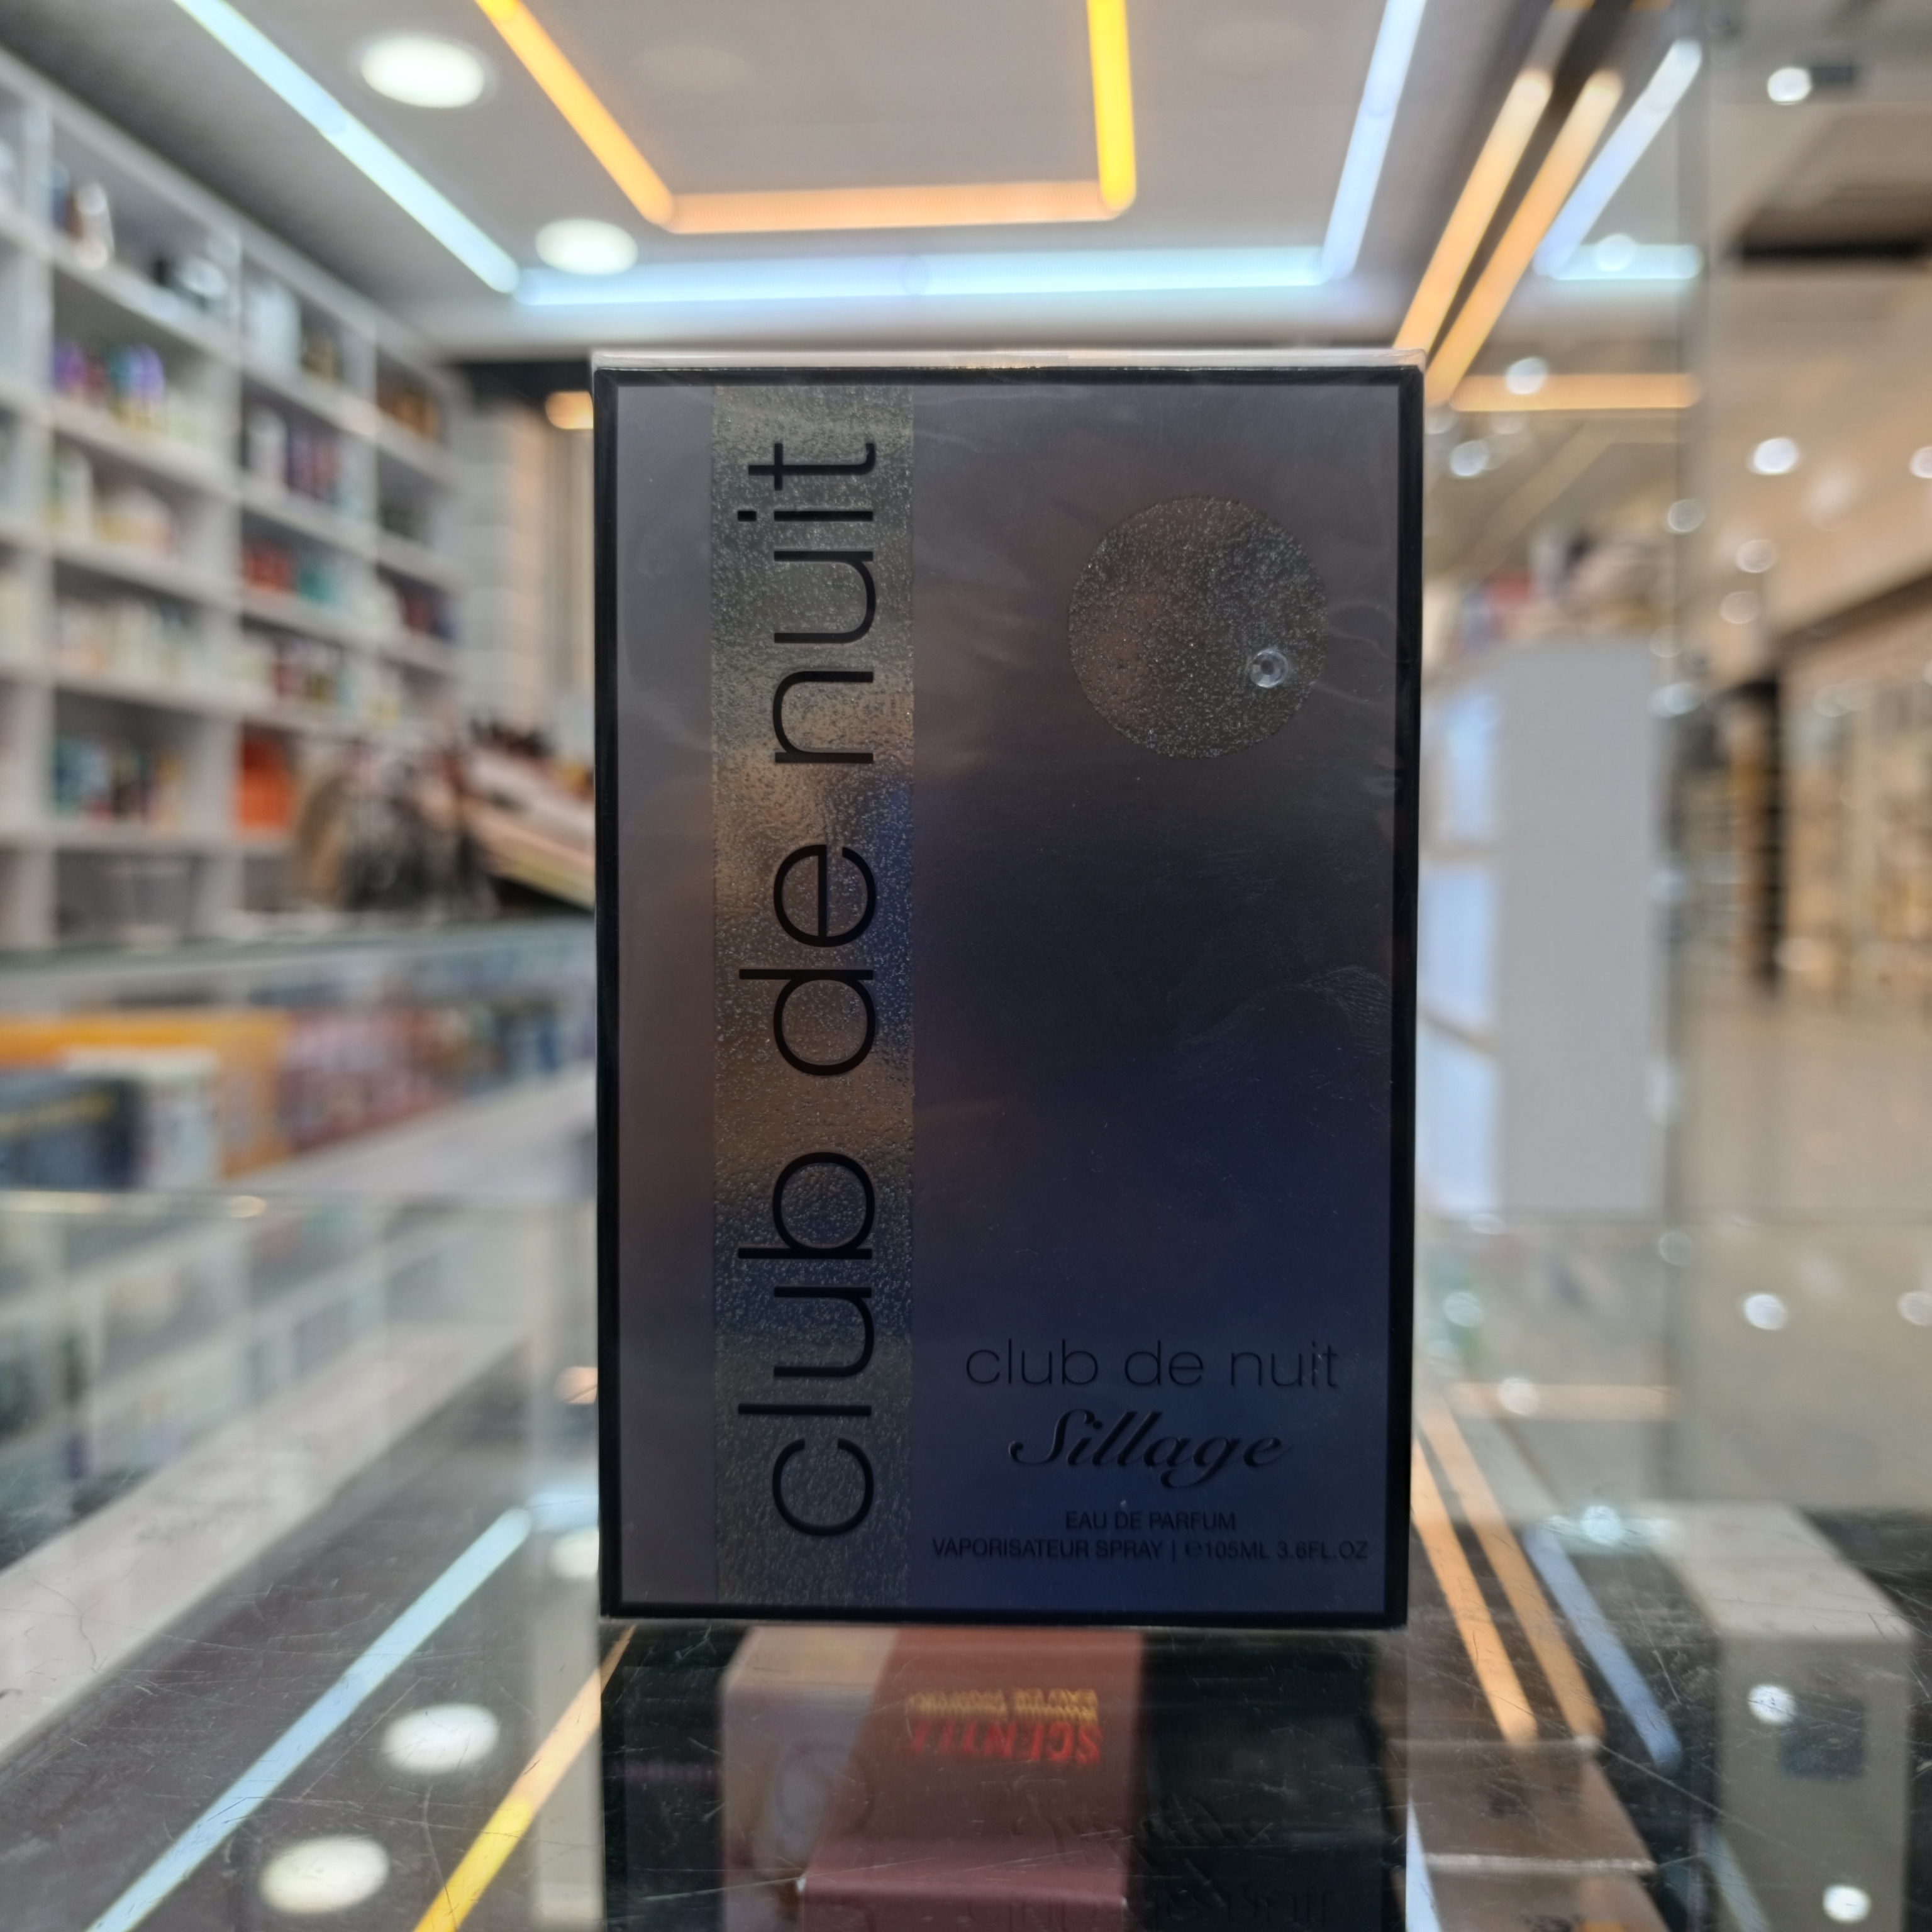 club de nuit
club de nuit
Sillage
EAU DE PARFUM
VAPORISATEUR SPRAY | ℮105ML 3.6FL.OZ